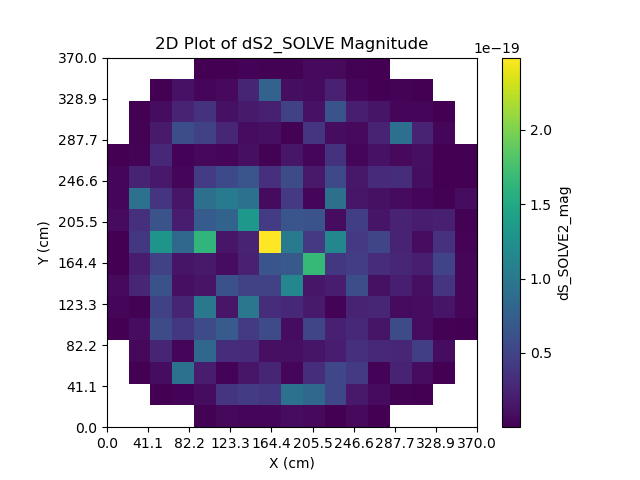 2D Plot of dS2_SOLVE Magnitude
1e−19
370.0
328.9
287.7
246.6
205.5
164.4
123.3
82.2
41.1
0.0
Y (cm)
0.0 41.1 82.2 123.3 164.4 205.5 246.6 287.7 328.9 370.0
X (cm)
2.0
1.5
1.0
0.5
dS_SOLVE2_mag